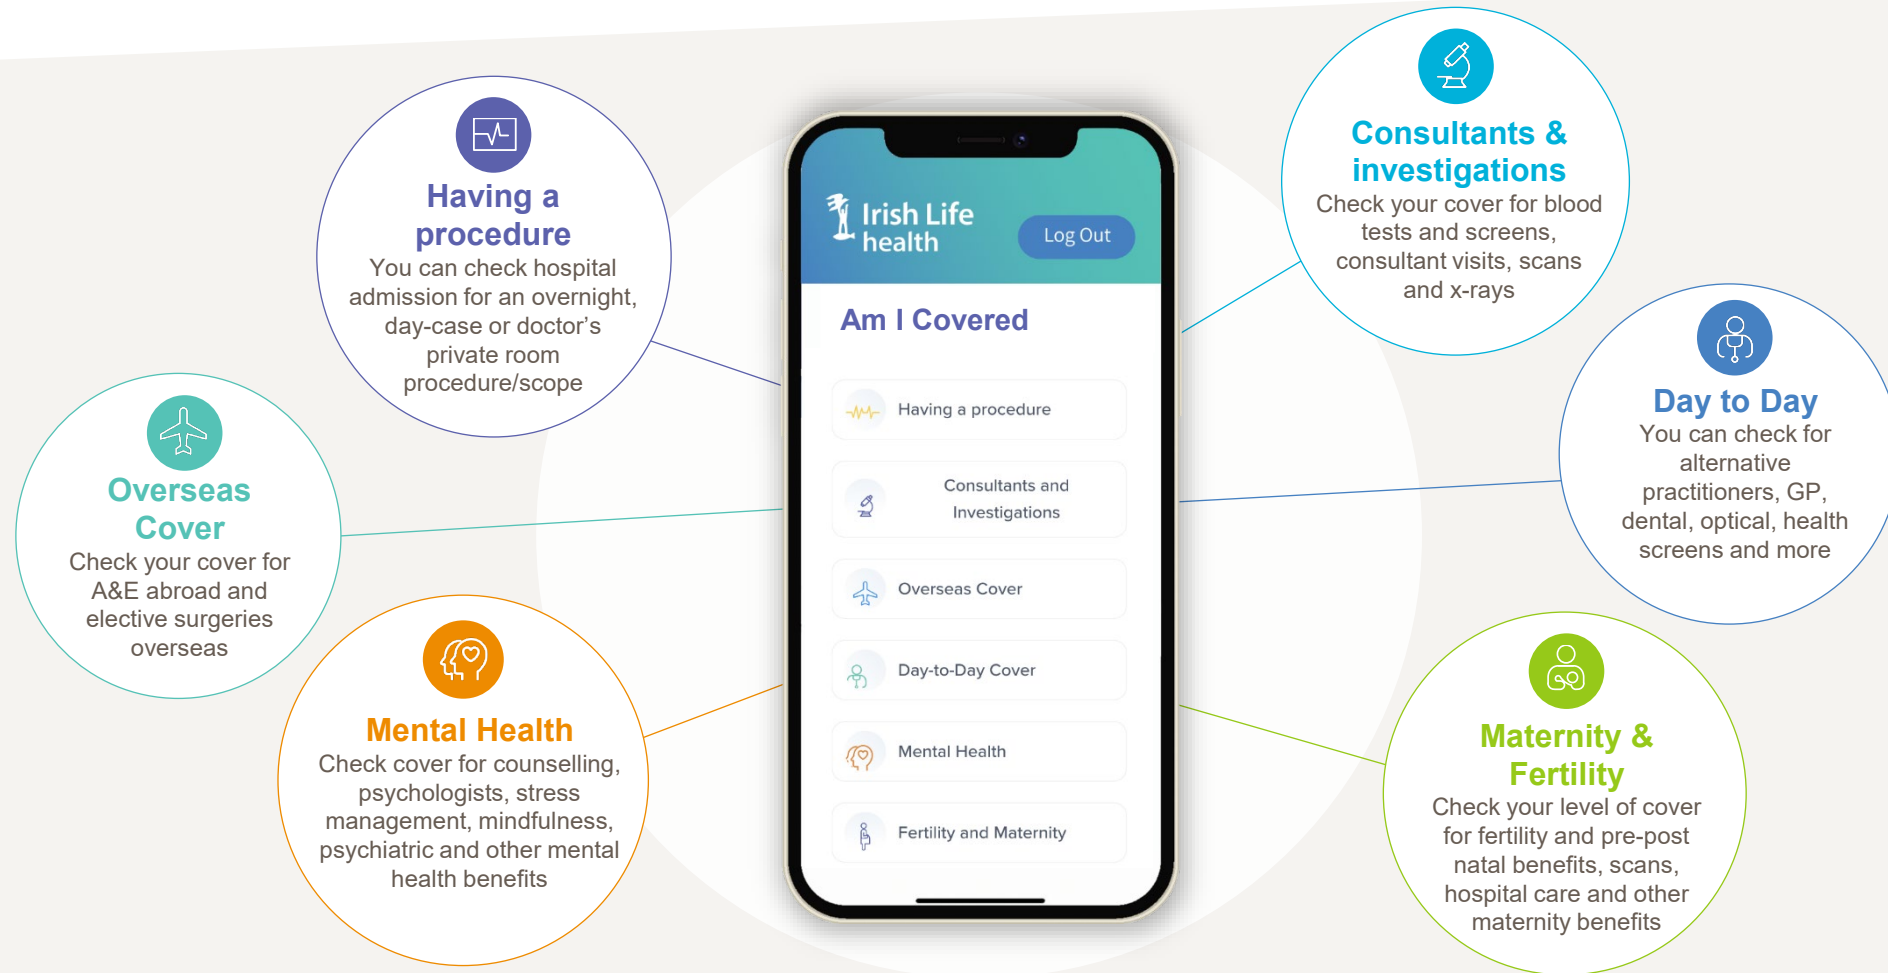 Having a
procedure
You can check hospital
admission for an overnight,
day-case or doctor's
private room
procedure/scope
Overseas
Cover
Check your cover for
A&E abroad and
elective surgeries
overseas
Mental Health
Check cover for counselling,
psychologists, stress
management, mindfulness,
psychiatric and other mental
health benefits
Irish Life
health
Log Out
Am I Covered
Having a procedure
Consultants and
Investigations
Overseas Cover
Day-to-Day Cover
Mental Health
Fertility and Maternity
Consultants &
investigations
Check your cover for blood
tests and screens,
consultant visits, scans
and x-rays
Day to Day
You can check for
alternative
practitioners, GP,
dental, optical, health
screens and more
Maternity &
Fertility
Check your level of cover
for fertility and pre-post
natal benefits, scans,
hospital care and other
maternity benefits